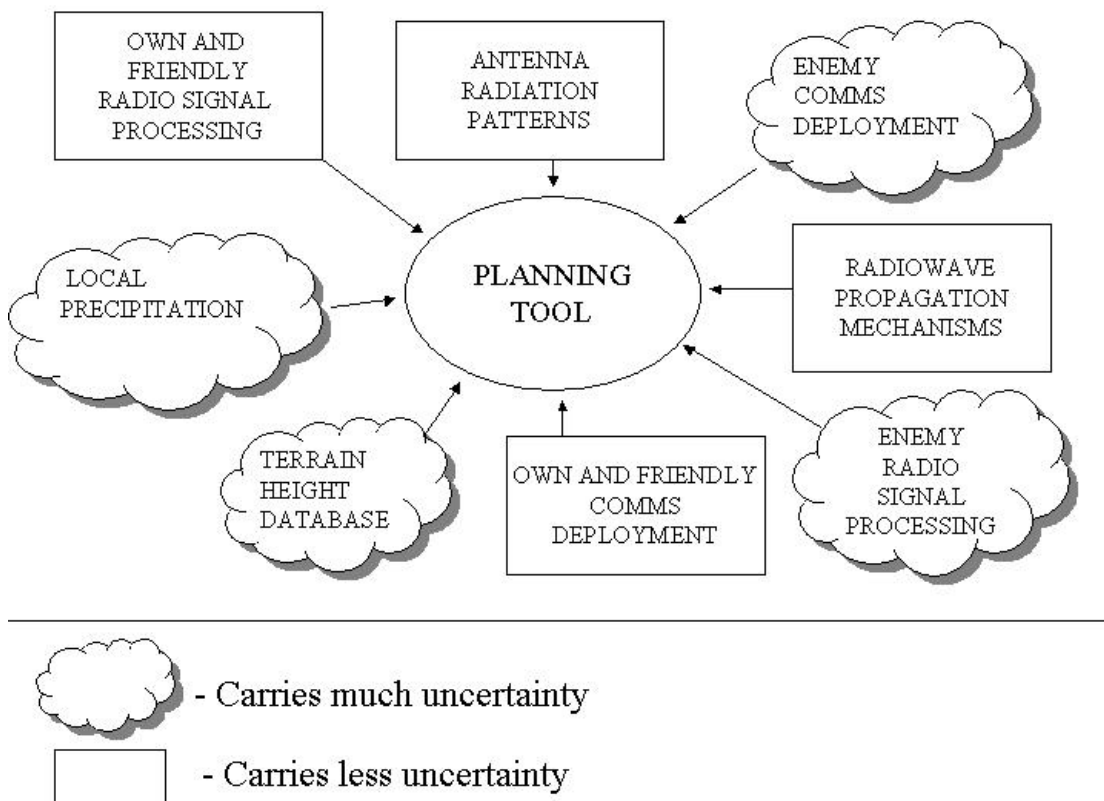 OWN AND
FRIENDLY
RADIO SIGNAL
PROCESSING
ANTENNA
RADIATION
PATTERNS
ENEMY
COMMS
DEPLOYMENT
LOCAL
PRECIPITATION
PLANNING
TOOL
RADIOWAVE
PROPAGATION
MECHANISMS
TERRAIN
HEIGHT
DATABASE
OWN AND FRIENDLY
COMMS
DEPLOYMENT
ENEMY
RADIO
SIGNAL
PROCESSING
- Carries much uncertainty
- Carries less uncertainty